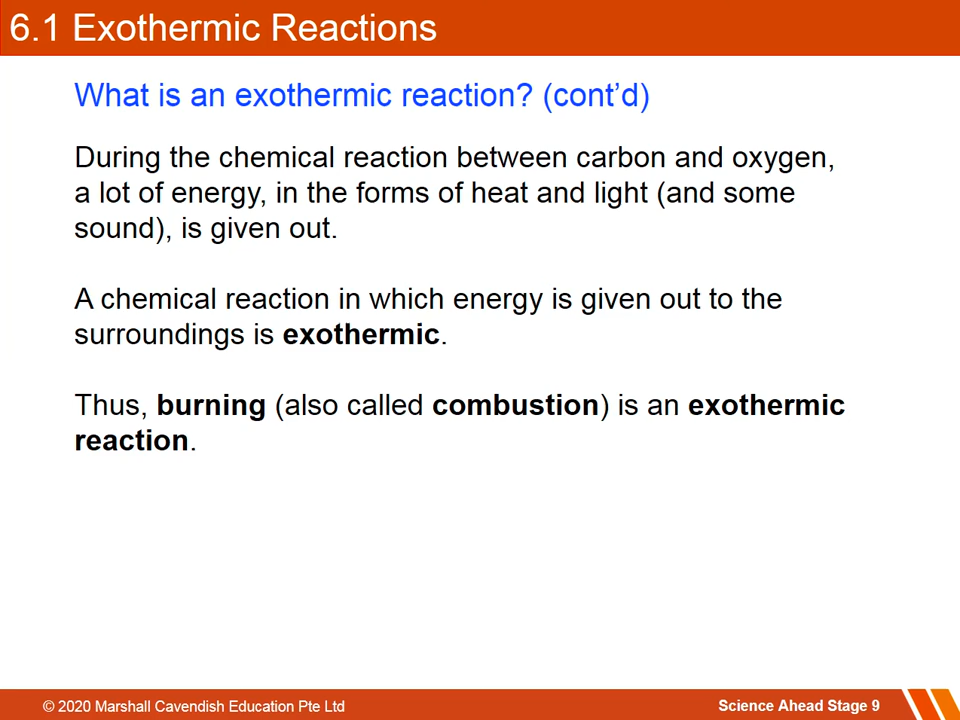 6.1 Exothermic Reactions
What is an exothermic reaction? (cont’d)
During the chemical reaction between carbon and oxygen,
a lot of energy, in the forms of heat and light (and some
sound), is given out.
A chemical reaction in which energy is given out to the
surroundings is exothermic.
Thus, burning (also called combustion) is an exothermic
reaction.
© 2020 Marshall Cavendish Education Pte Ltd
Science Ahead Stage 9